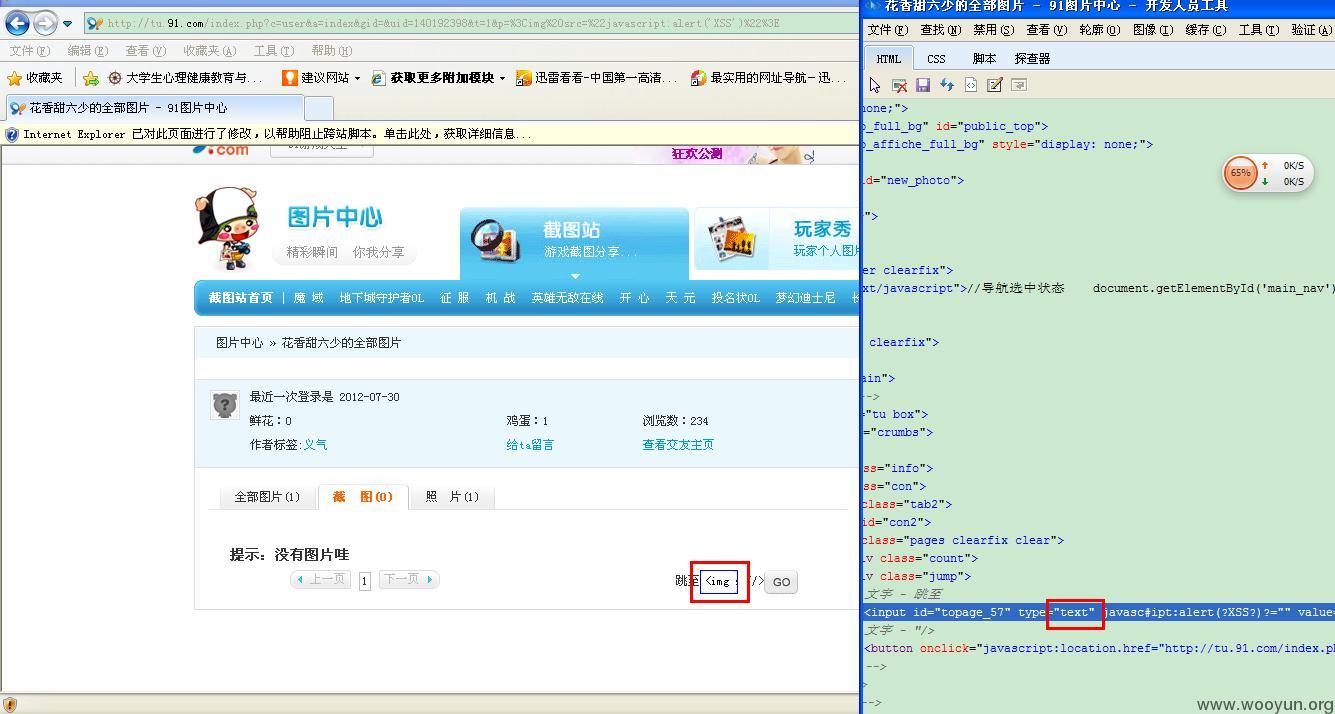 http://tu.91.com/index.php?c=user&a=index&gid=&uid=140192398&t=1&p=%3Cimg%20src=%22javascript:alert('XSS')%22%3E
文件(F) 编辑(E) 查看(V) 收藏夹(A) 工具(T) 帮助(H)
收藏夹 大学生心理健康教育与... 建议网站 获取更多附加模块 迅雷看看-中国第一高清... 最实用的网址导航-迅...
花香甜六少的全部图片 - 91图片中心
Internet Explorer 已对此页面进行了修改，以帮助阻止跨站脚本。单击此处，获取详细信息...
.com
狂欢公测
图片中心
精彩瞬间 你我分享
截图站
游戏截图分享...
玩家秀
玩家个人图片
截图站首页 | 魔 域 地下城守护者OL 征 服 机 战 英雄无敌在线 开 心 天 元 投名状OL 梦幻迪士尼
图片中心 » 花香甜六少的全部图片
最近一次登录是 2012-07-30
鲜花：0 鸡蛋：1 浏览数：234
作者标签:义气 给ta留言 查看交友主页
全部图片(1) 截 图(0) 照 片(1)
提示：没有图片哇
上一页 1 下一页 跳至 <img s "/> GO
花香甜六少的全部图片 - 91图片中心 - 开发人员工具
文件(F) 查找(N) 禁用(S) 查看(V) 轮廓(O) 图像(I) 缓存(C) 工具(T) 验证(A)
HTML CSS 脚本 探查器
none;">
o_full_bg" id="public_top">
o_affiche_full_bg" style="display: none;">
id="new_photo">
">
65% 0K/S
0K/S
er clearfix">
xt/javascript">//导航选中状态 document.getElementById('main_nav')
clearfix">
ain">
-->
="tu box">
="crumbs">
ss="info">
ss="con">
class="tab2">
id="con2">
class="pages clearfix clear">
iv class="count">
iv class="jump">
文字 - 跳至
<input id="topage_57" type="text" javasc#ipt:alert(?XSS?)?="" value=
文字 - "/>
<button onclick="javascript:location.href="http://tu.91.com/index.ph
-->
>
-->
www.wooyun.org